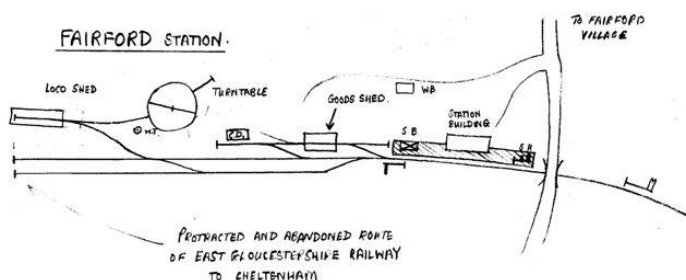 FAIRFORD STATION.
TO FAIRFORD
VILLAGE
LOCO SHED
TURNTABLE
GOODS SHED.
WB
STATION
BUILDING
S B
C.D.
W.T.
PROTRACTED AND ABANDONED ROUTE
OF EAST GLOUCESTERSHIRE RAILWAY
TO CHELTENHAM